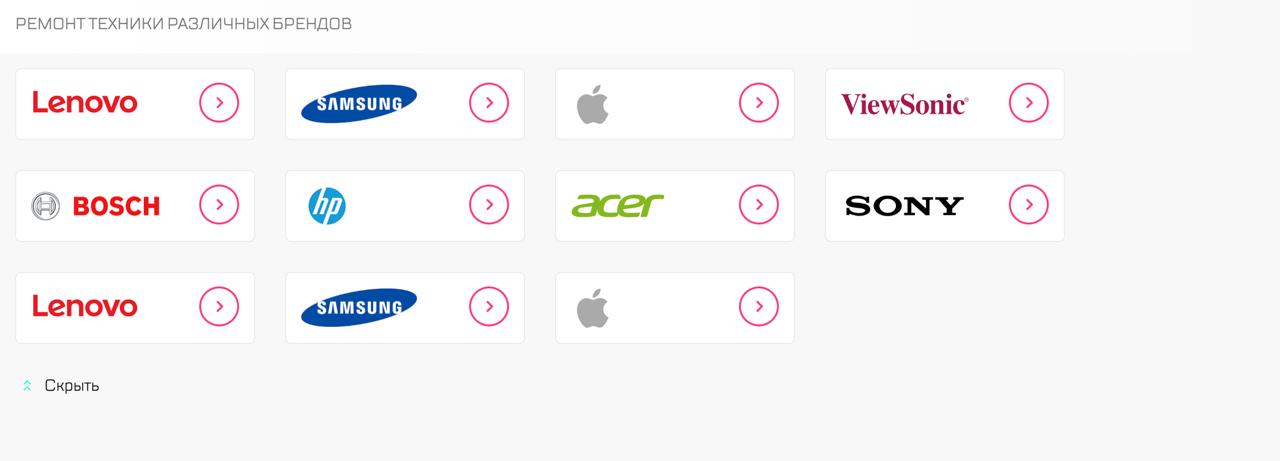 РЕМОНТ ТЕХНИКИ РАЗЛИЧНЫХ БРЕНДОВ
Lenovo SAMSUNG ViewSonic®
BOSCH hp acer SONY
Lenovo SAMSUNG
Скрыть